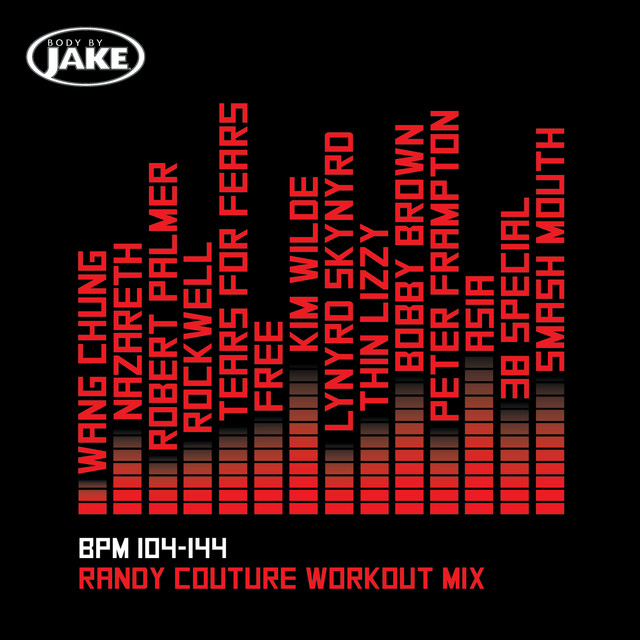 BODY BY
JAKE
WANG CHUNG
NAZARETH
ROBERT PALMER
ROCKWELL
TEARS FOR FEARS
FREE
KIM WILDE
LYNYRD SKYNYRD
THIN LIZZY
BOBBY BROWN
PETER FRAMPTON
ASIA
38 SPECIAL
SMASH MOUTH
BPM 104-144
RANDY COUTURE WORKOUT MIX